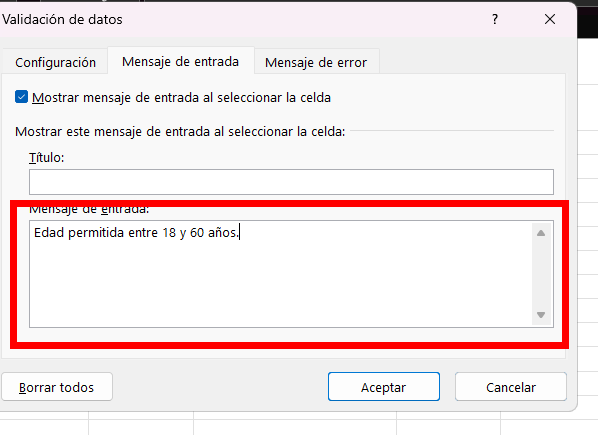 Validación de datos ? ×
Configuración Mensaje de entrada Mensaje de error
Mostrar mensaje de entrada al seleccionar la celda
Mostrar este mensaje de entrada al seleccionar la celda:
Título:
Mensaje de entrada:
Edad permitida entre 18 y 60 años.
Borrar todos Aceptar Cancelar